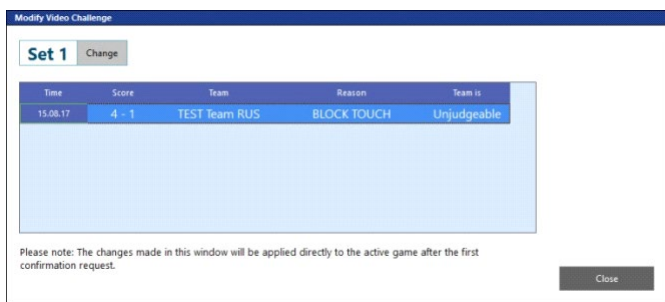 Modify Video Challenge
Set 1 Change
Time Score Team Reason Team is
15.08.17 4 - 1 TEST Team RUS BLOCK TOUCH Unjudgeable
Please note: The changes made in this window will be applied directly to the active game after the first
confirmation request.
Close